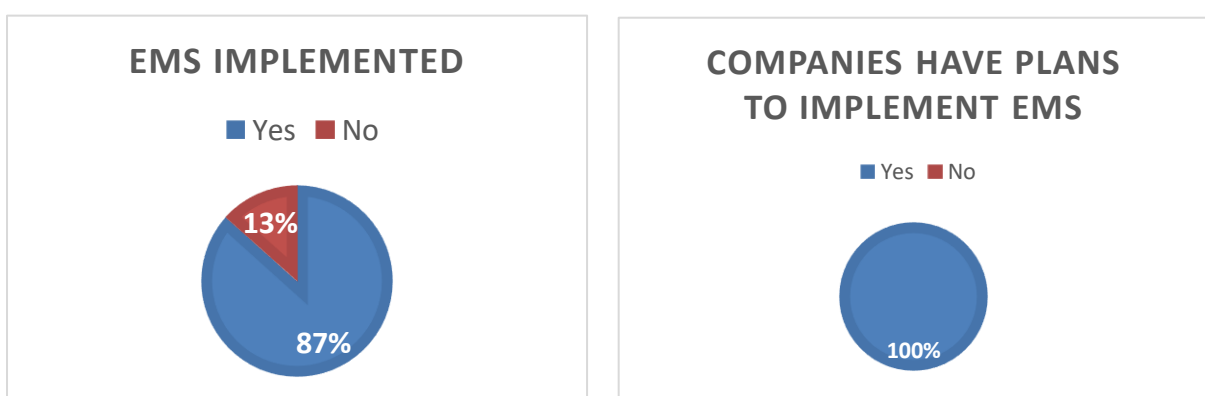 EMS IMPLEMENTED
Yes No
13%
87%
COMPANIES HAVE PLANS
TO IMPLEMENT EMS
Yes No
100%